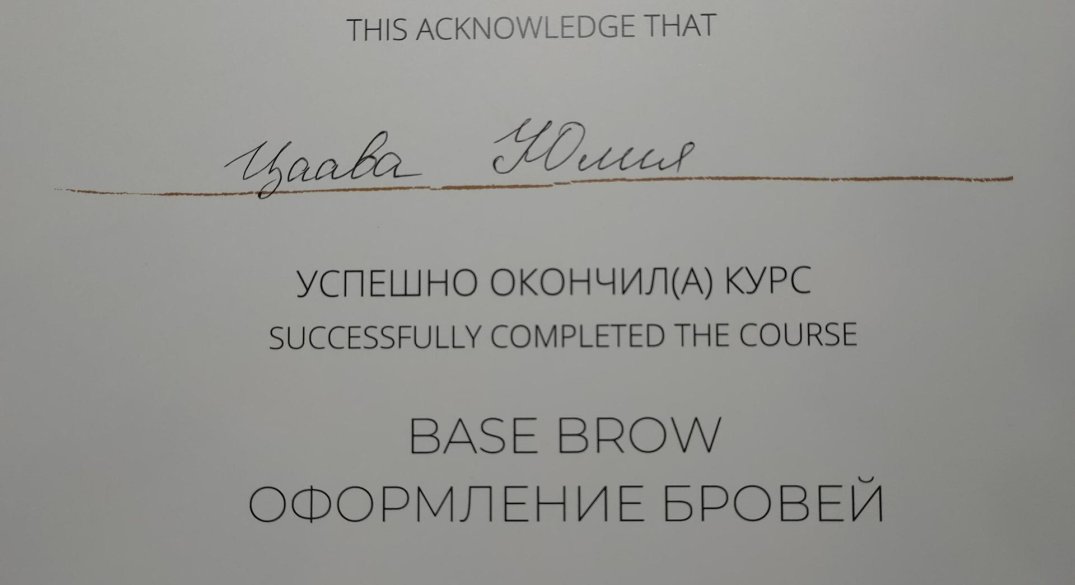 THIS ACKNOWLEDGE THAT
Цаава Юлия
УСПЕШНО ОКОНЧИЛ(А) КУРС
SUCCESSFULLY COMPLETED THE COURSE
BASE BROW
ОФОРМЛЕНИЕ БРОВЕЙ